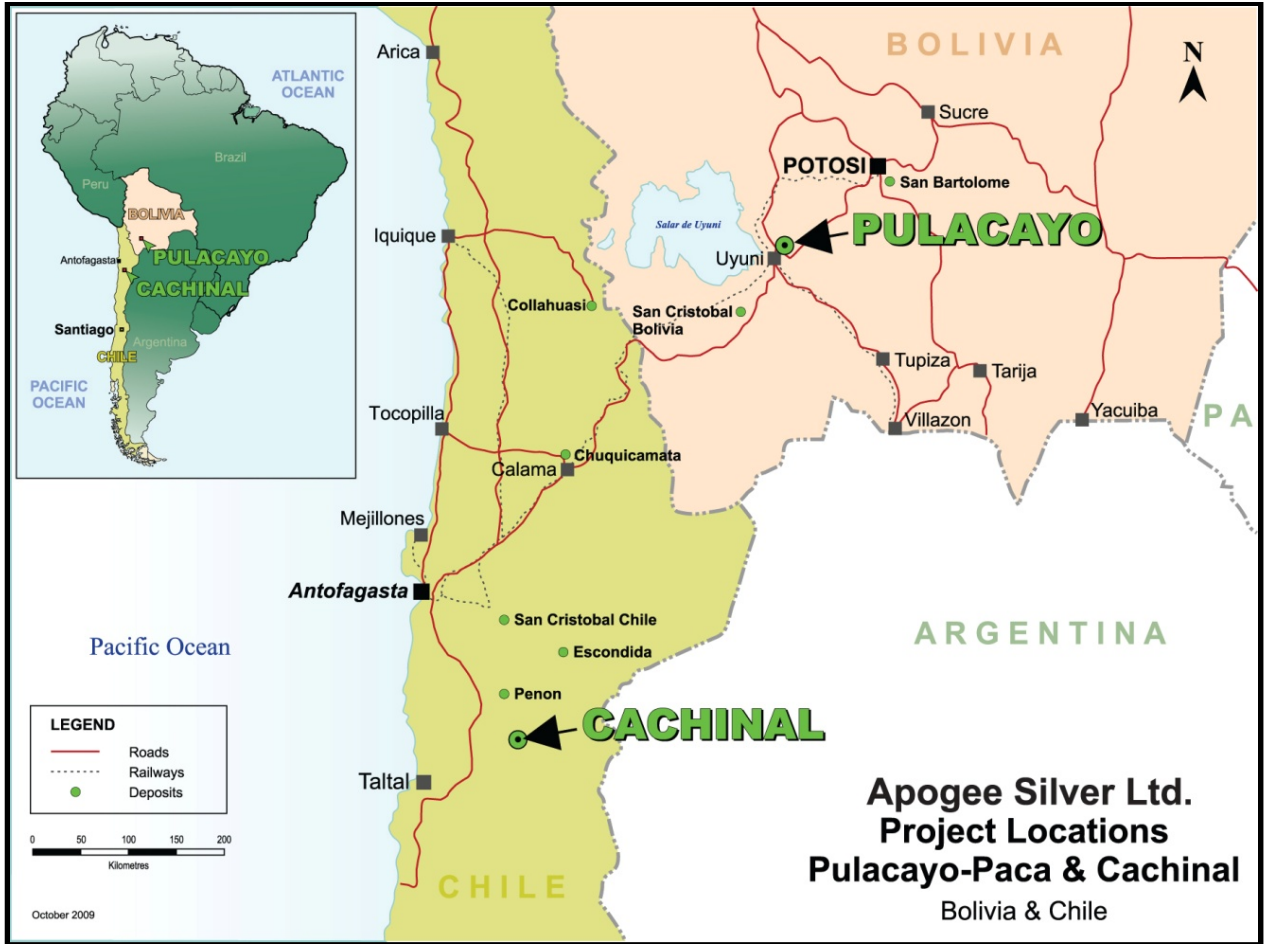 ATLANTIC
OCEAN
Brazil
Peru
BOLIVIA
Antofagasta
PULACAYO
CACHINAL
Santiago
Argentina
CHILE
PACIFIC
OCEAN
Arica
BOLIVIA
N
Sucre
POTOSI
San Bartolome
Salar de Uyuni
PULACAYO
Iquique
Uyuni
Collahuasi
San Cristobal
Bolivia
Tupiza
Tarija
Tocopilla
Villazon
Yacuiba
PA
Chuquicamata
Calama
Mejillones
Antofagasta
San Cristobal Chile
Escondida
Penon
CACHINAL
ARGENTINA
Pacific Ocean
LEGEND
Roads
Railways
Deposits
Taltal
0 50 100 150 200
Kilometres
CHILE
October 2009
Apogee Silver Ltd.
Project Locations
Pulacayo-Paca & Cachinal
Bolivia & Chile